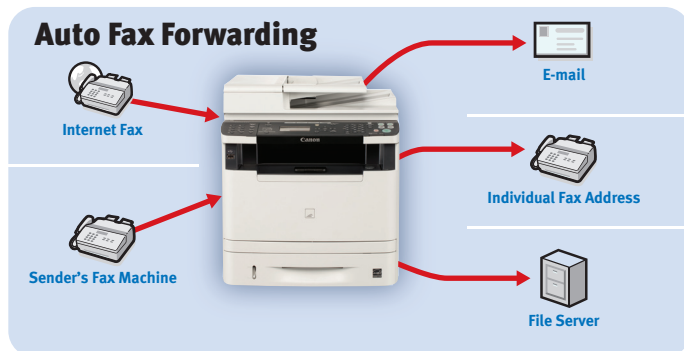 Auto Fax Forwarding
Internet Fax
Sender's Fax Machine
Canon
E-mail
Individual Fax Address
File Server